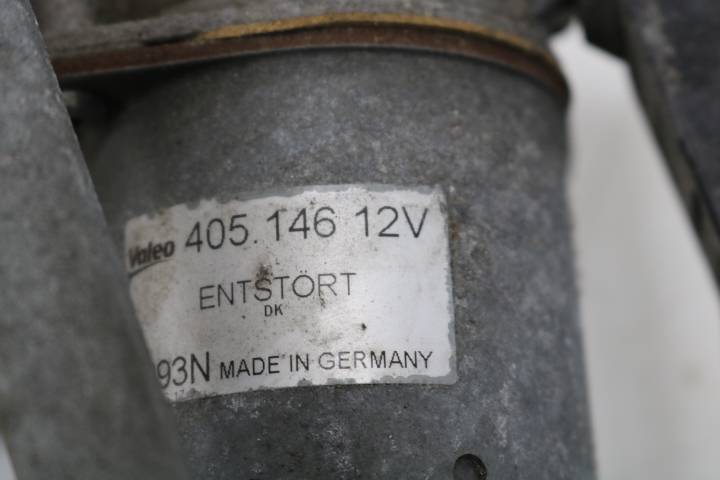 Valeo 405.146 12V
ENTSTÖRT
DK
93N MADE IN GERMANY